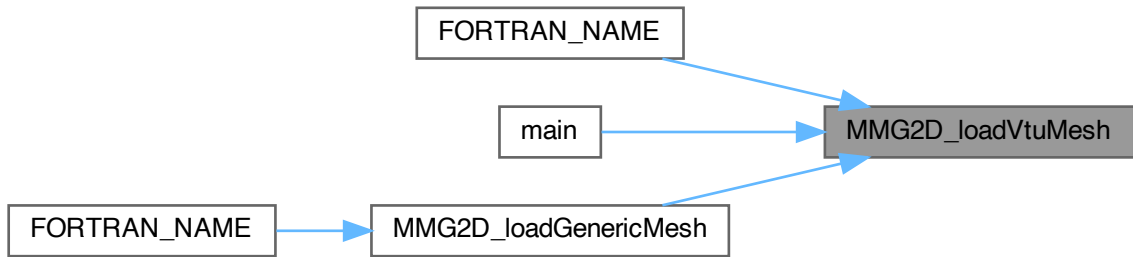 FORTRAN_NAME
main
MMG2D_loadVtuMesh
FORTRAN_NAME
MMG2D_loadGenericMesh